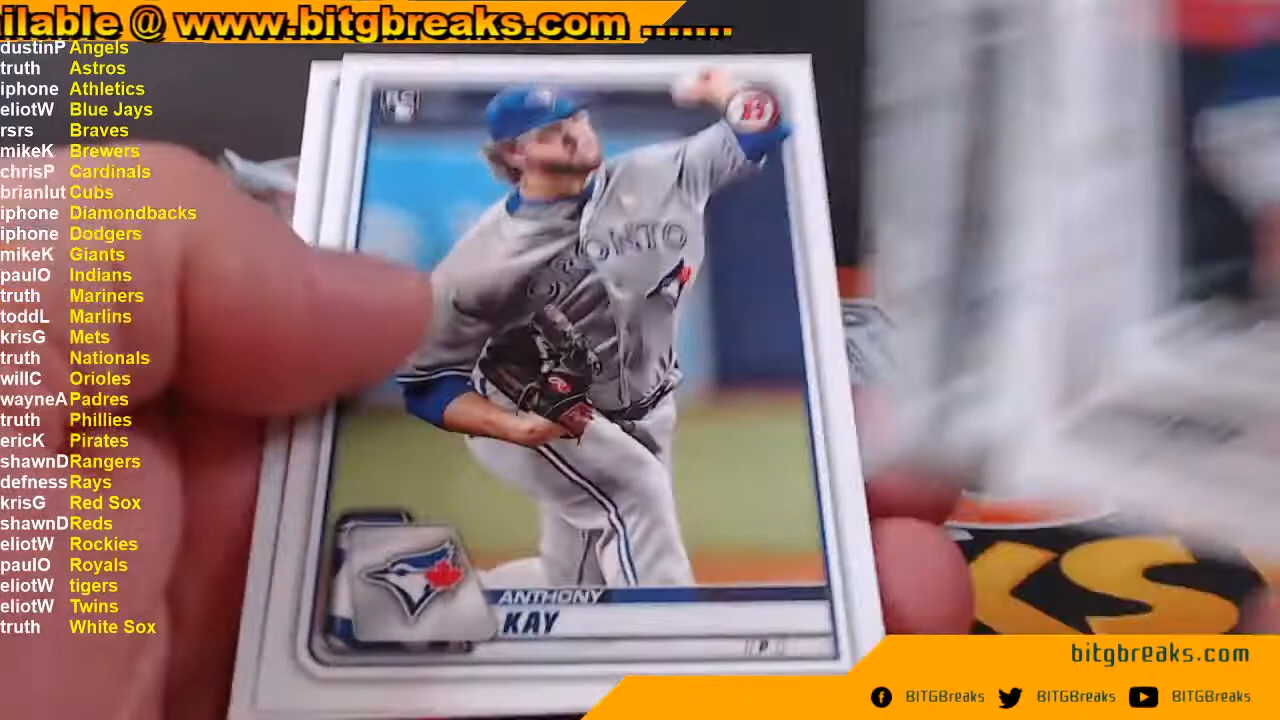 ilable @ www.bitgbreaks.com .......
dustinP Angels
truth Astros
iphone Athletics
eliotW Blue Jays
rsrs Braves
mikeK Brewers
chrisP Cardinals
brianlut Cubs
iphone Diamondbacks
iphone Dodgers
mikeK Giants
paulO Indians
truth Mariners
toddL Marlins
krisG Mets
truth Nationals
willC Orioles
wayneA Padres
truth Phillies
ericK Pirates
shawnD Rangers
defness Rays
krisG Red Sox
shawnD Reds
eliotW Rockies
paulO Royals
eliotW tigers
eliotW Twins
truth White Sox
TORONTO
ANTHONY
KAY
P
bitgbreaks.com
BITGBreaks BITGBreaks BITGBreaks